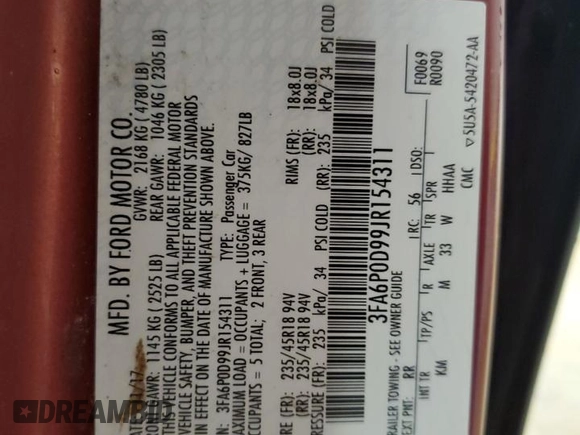 MFD. BY FORD MOTOR CO.
1/17 GVWR: 2168 KG ( 4780 LB)
GAWR: 1145 KG ( 2525 LB) REAR GAWR: 1046 KG ( 2305 LB)
THIS VEHICLE CONFORMS TO ALL APPLICABLE FEDERAL MOTOR
VEHICLE SAFETY, BUMPER, AND THEFT PREVENTION STANDARDS
IN EFFECT ON THE DATE OF MANUFACTURE SHOWN ABOVE.
3FA6P0D99JR154311 TYPE: Passenger Car
MAXIMUM LOAD = OCCUPANTS + LUGGAGE = 375KG/ 827LB
OCCUPANTS = 5 TOTAL; 2 FRONT, 3 REAR
(FR): 235/45R18 94V RIMS (FR): 18x8.0J
(RR): 235/45R18 94V (RR): 18x8.0J
PRESSURE (FR): 235 kPa/ 34 PSI COLD (RR): 235 kPa/ 34 PSI COLD
3FA6P0D99JR154311
TRAILER TOWING - SEE OWNER GUIDE
EXT PNT: RR RC: 56 DSO: F0069
R0090
INT TR TP/PS R AXLE TR SPR
KM M 33 W HHAA
CMC 5U5A-5420472-AA
DREAMBID